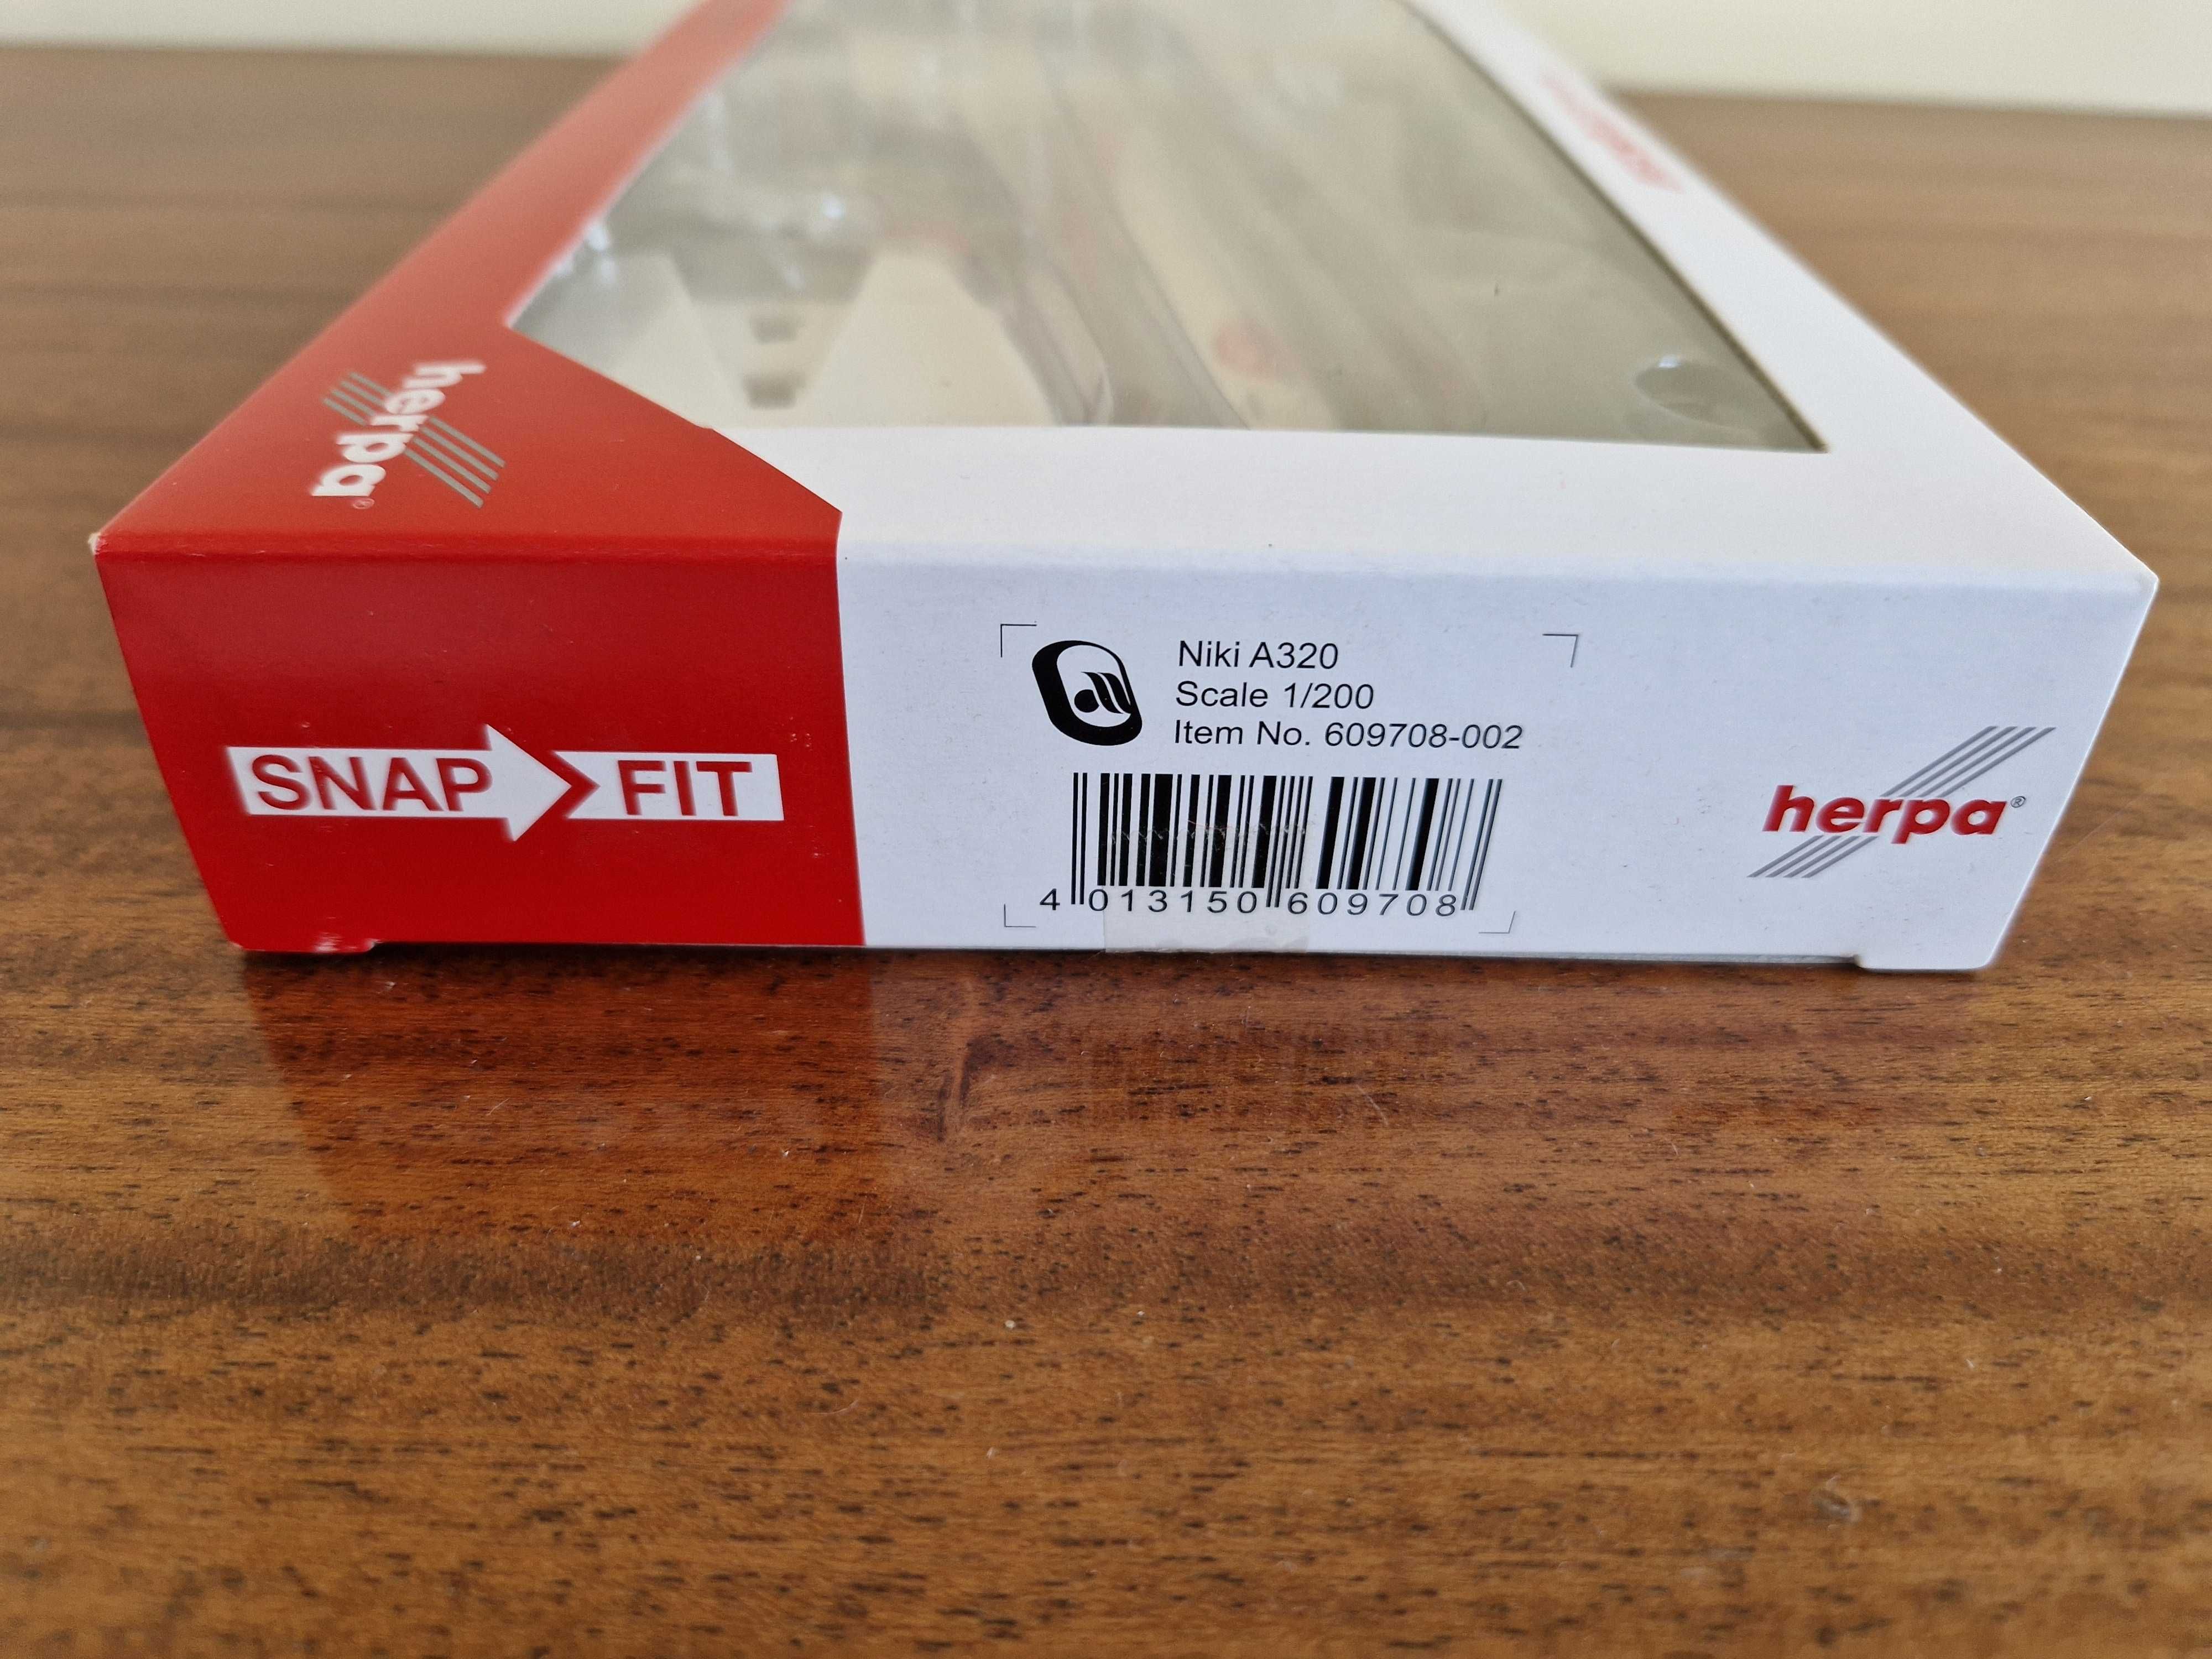 herpa®
Niki A320
Scale 1/200
Item No. 609708-002
SNAP FIT
herpa®
4 013150 609708